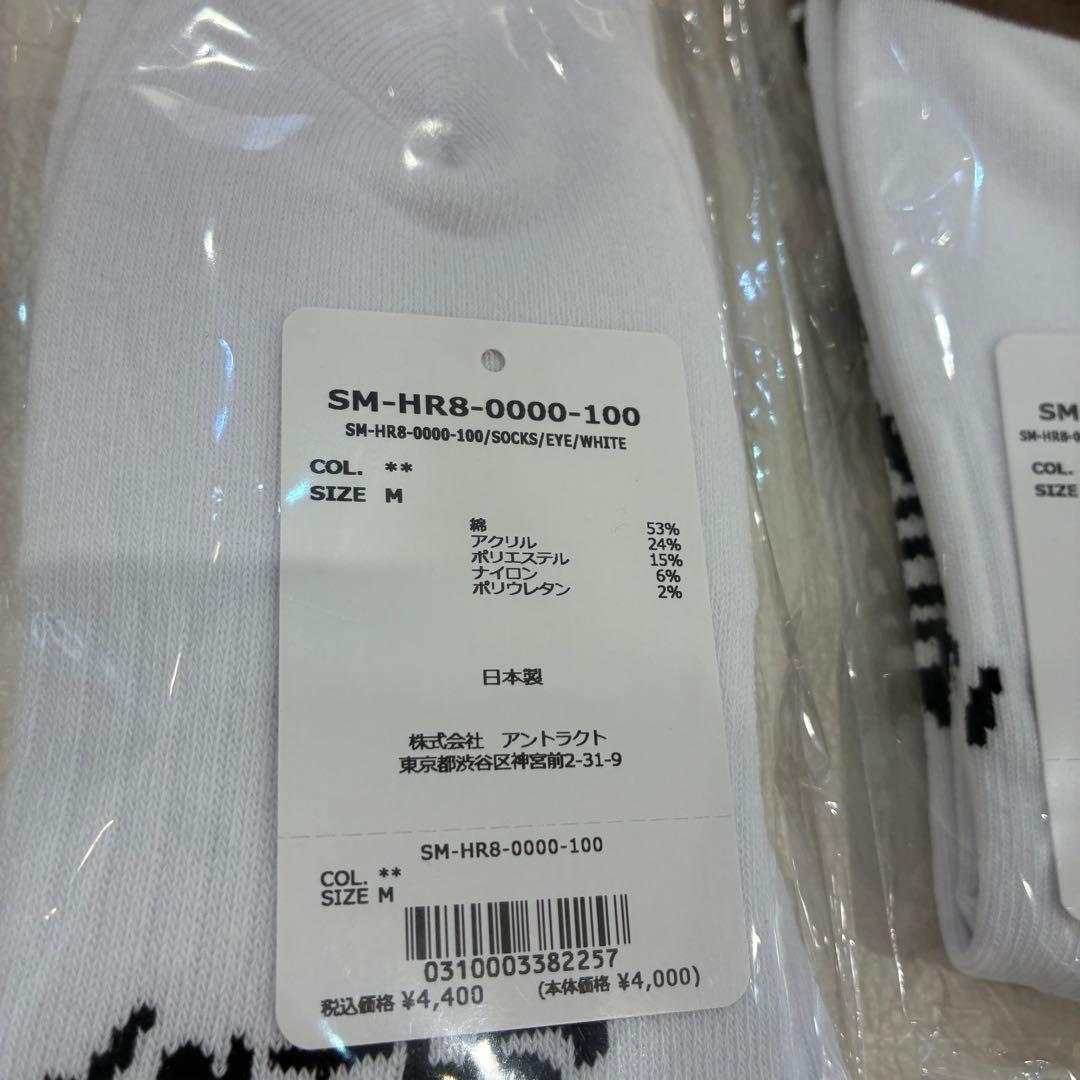 SM-HR8-0000-100
SM-HR8-0000-100/SOCKS/EYE/WHITE
COL. **
SIZE M
綿 53%
アクリル 24%
ポリエステル 15%
ナイロン 6%
ポリウレタン 2%
日本製
株式会社 アントラクト
東京都渋谷区神宮前2-31-9
SM-HR8-0000-100
COL. **
SIZE M
0310003382257
税込価格 ¥4,400 (本体価格 ¥4,000)
SM
SM-HR8-0
COL.
SIZE